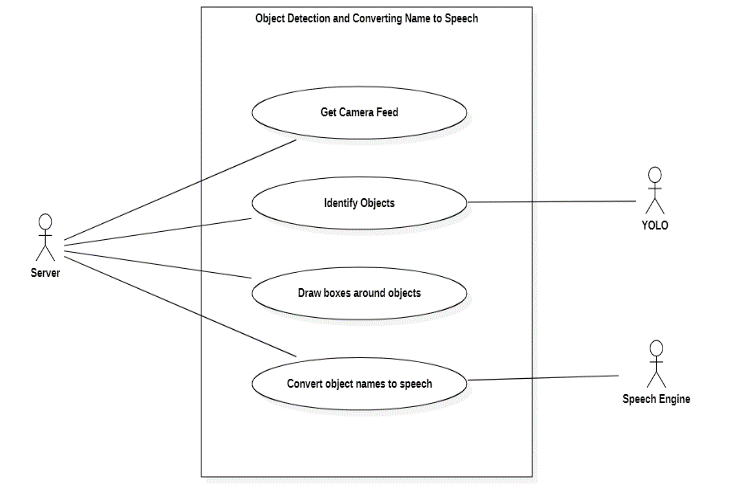 Object Detection and Converting Name to Speech
Get Camera Feed
Identify Objects
YOLO
Server
Draw boxes around objects
Convert object names to speech
Speech Engine